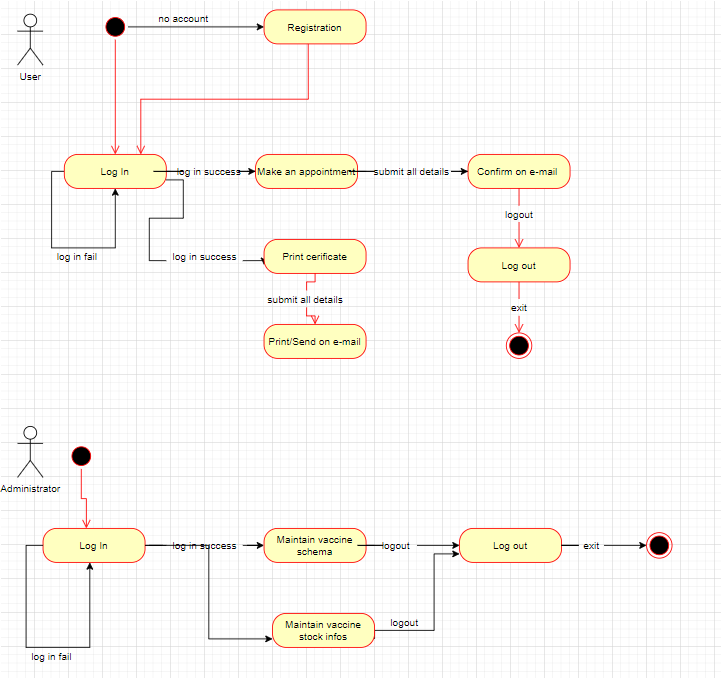 no account
Registration
User
Log In
log in success
Make an appointment
submit all details
Confirm on e-mail
logout
log in fail
log in success
Print cerificate
Log out
submit all details
exit
Print/Send on e-mail
Administrator
Log In
log in success
Maintain vaccine
schema
logout
Log out
exit
Maintain vaccine
stock infos
logout
log in fail